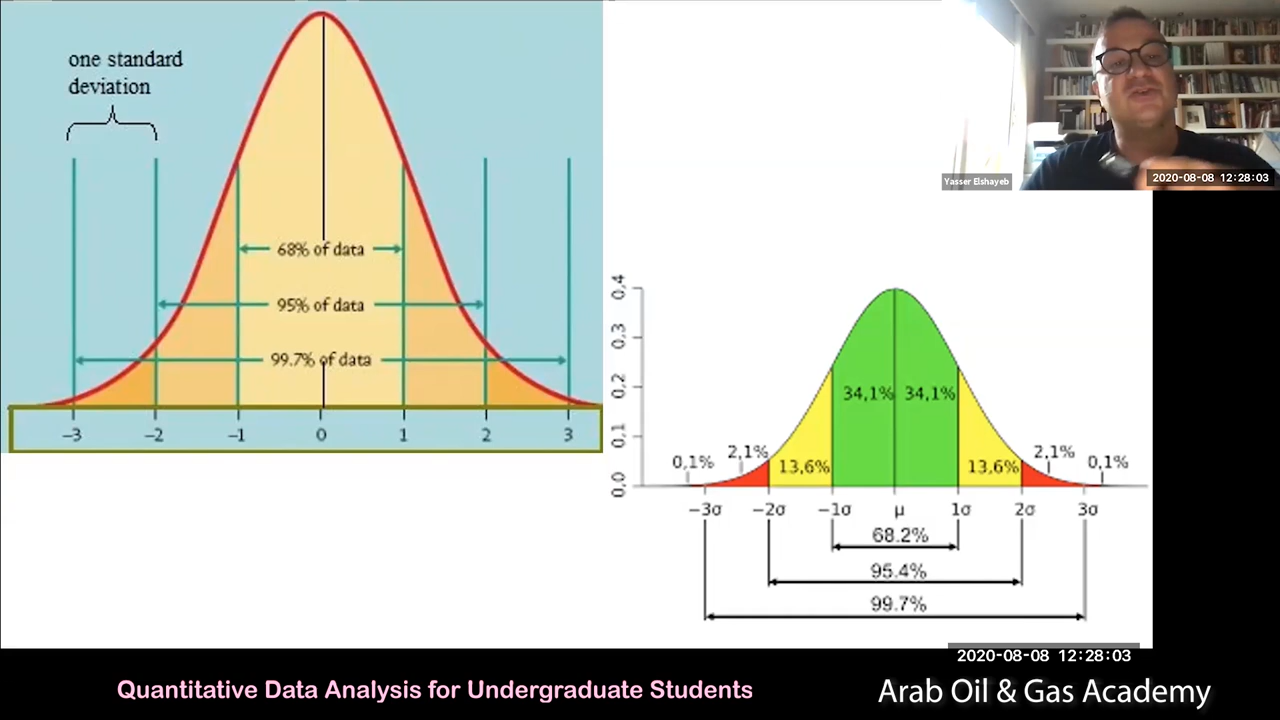 one standard
deviation
68% of data
95% of data
99.7% of data
−3 −2 −1 0 1 2 3
Yasser Elshayeb
2020-08-08 12:28:03
0,4
0,3
0,2
0,1
0,0
34,1% 34,1%
0,1% 2,1% 13,6% 13,6% 2,1% 0,1%
−3σ −2σ −1σ μ 1σ 2σ 3σ
68.2%
95.4%
99.7%
2020-08-08 12:28:03
Quantitative Data Analysis for Undergraduate Students
Arab Oil & Gas Academy